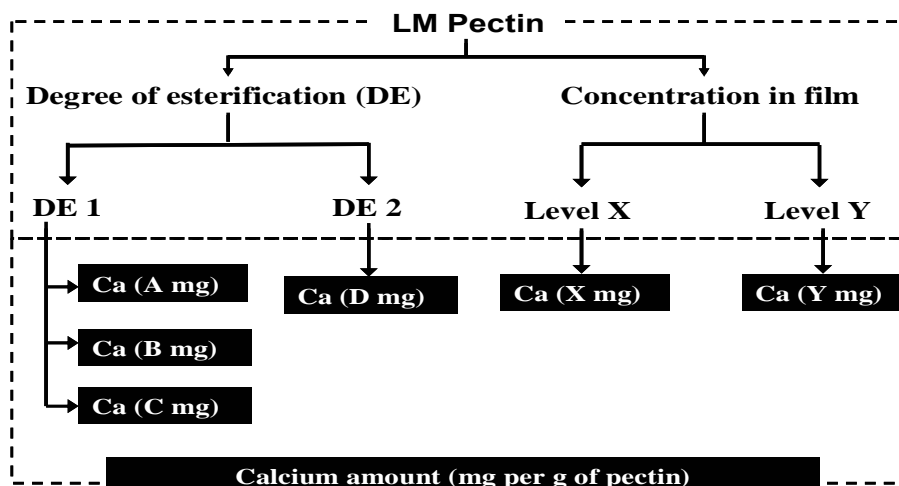 LM Pectin
Degree of esterification (DE)
Concentration in film
DE 1
DE 2
Level X
Level Y
Ca (A mg)
Ca (D mg)
Ca (X mg)
Ca (Y mg)
Ca (B mg)
Ca (C mg)
Calcium amount (mg per g of pectin)